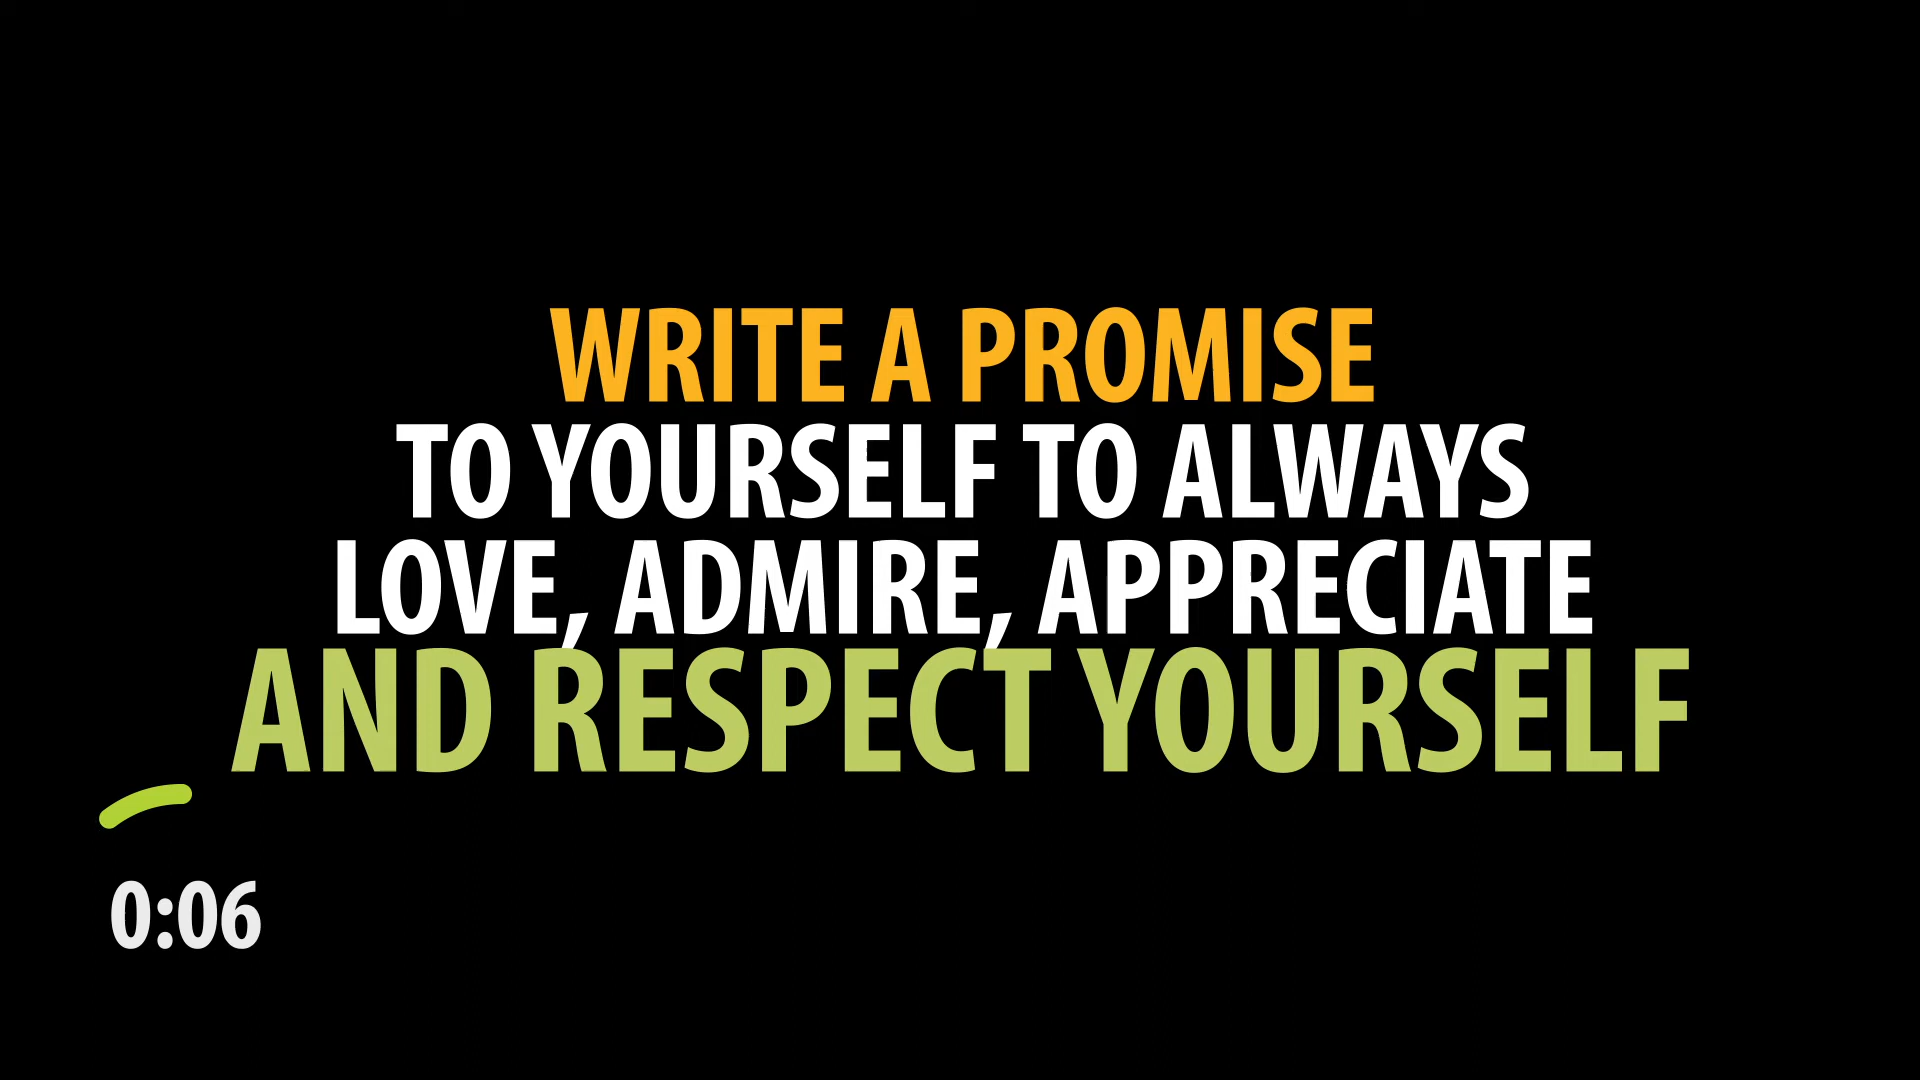 WRITE A PROMISE
TO YOURSELF TO ALWAYS
LOVE, ADMIRE, APPRECIATE
AND RESPECT YOURSELF
0:06